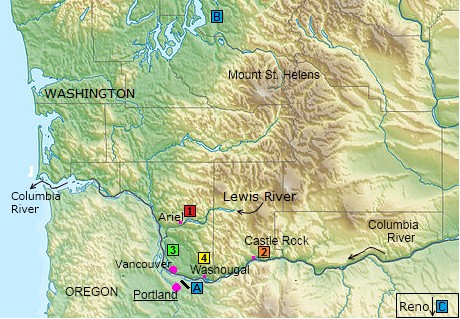 B
Mount St. Helens
WASHINGTON
Columbia
River
Lewis River
Ariel
1
Columbia
River
3
4
Castle Rock
2
Vancouver
Washougal
OREGON
Portland
A
Reno
C